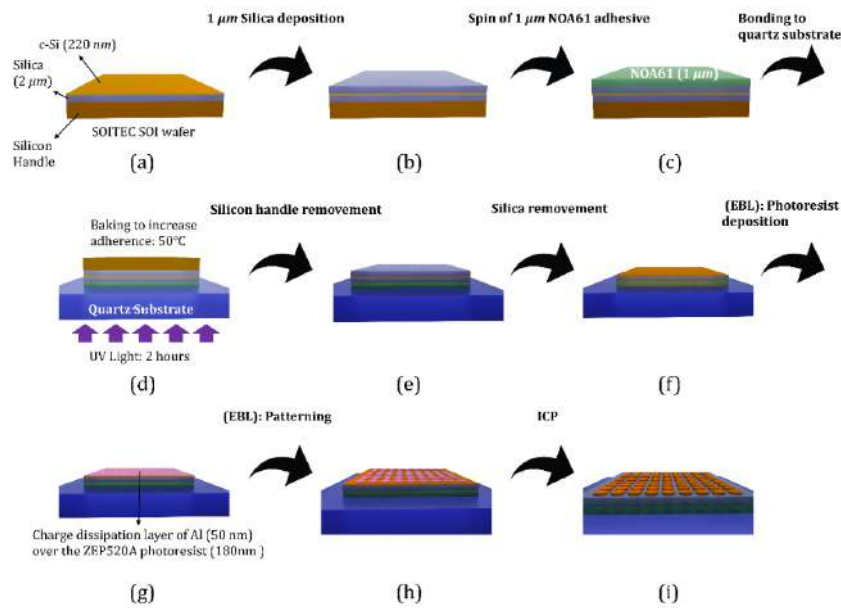 1 μm Silica deposition
Spin of 1 μm NOA61 adhesive
Bonding to
quartz substrate
c-Si (220 nm)
Silica
(2 μm)
Silicon
Handle
SOITEC SOI wafer
NOA61 (1 μm)
(a)
(b)
(c)
Baking to increase
adherence: 50°C
Silicon handle removement
Silica removement
(EBL): Photoresist
deposition
Quartz Substrate
UV Light: 2 hours
(d)
(e)
(f)
(EBL): Patterning
ICP
Charge dissipation layer of Al (50 nm)
over the ZEP520A photoresist (180nm )
(g)
(h)
(i)